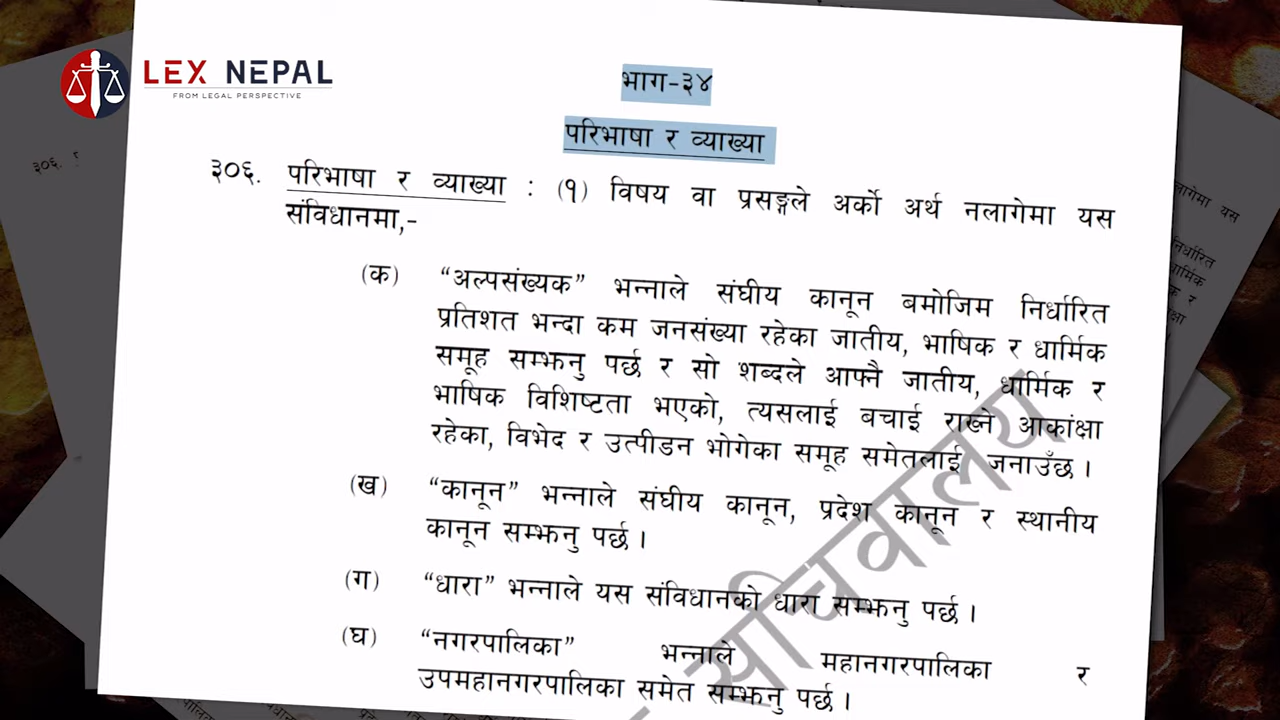 LEX NEPAL
FROM LEGAL PERSPECTIVE
भाग-३४
परिभाषा र व्याख्या
३०६. परिभाषा र व्याख्या : (१) विषय वा प्रसङ्गले अर्को अर्थ नलागेमा यस
संविधानमा,-
(क) “अल्पसंख्यक” भन्नाले संघीय कानून बमोजिम निर्धारित
प्रतिशत भन्दा कम जनसंख्या रहेका जातीय, भाषिक र धार्मिक
समूह सम्झनु पर्छ र सो शब्दले आफ्नै जातीय, धार्मिक र
भाषिक विशिष्टता भएको, त्यसलाई बचाई राख्ने आकांक्षा
रहेका, विभेद र उत्पीडन भोगेका समूह समेतलाई जनाउँछ ।
(ख) “कानून” भन्नाले संघीय कानून, प्रदेश कानून र स्थानीय
कानून सम्झनु पर्छ ।
(ग) “धारा” भन्नाले यस संविधानको धारा सम्झनु पर्छ ।
(घ) “नगरपालिका” भन्नाले महानगरपालिका र
उपमहानगरपालिका समेत सम्झनु पर्छ ।
सचिवालय
३०६.